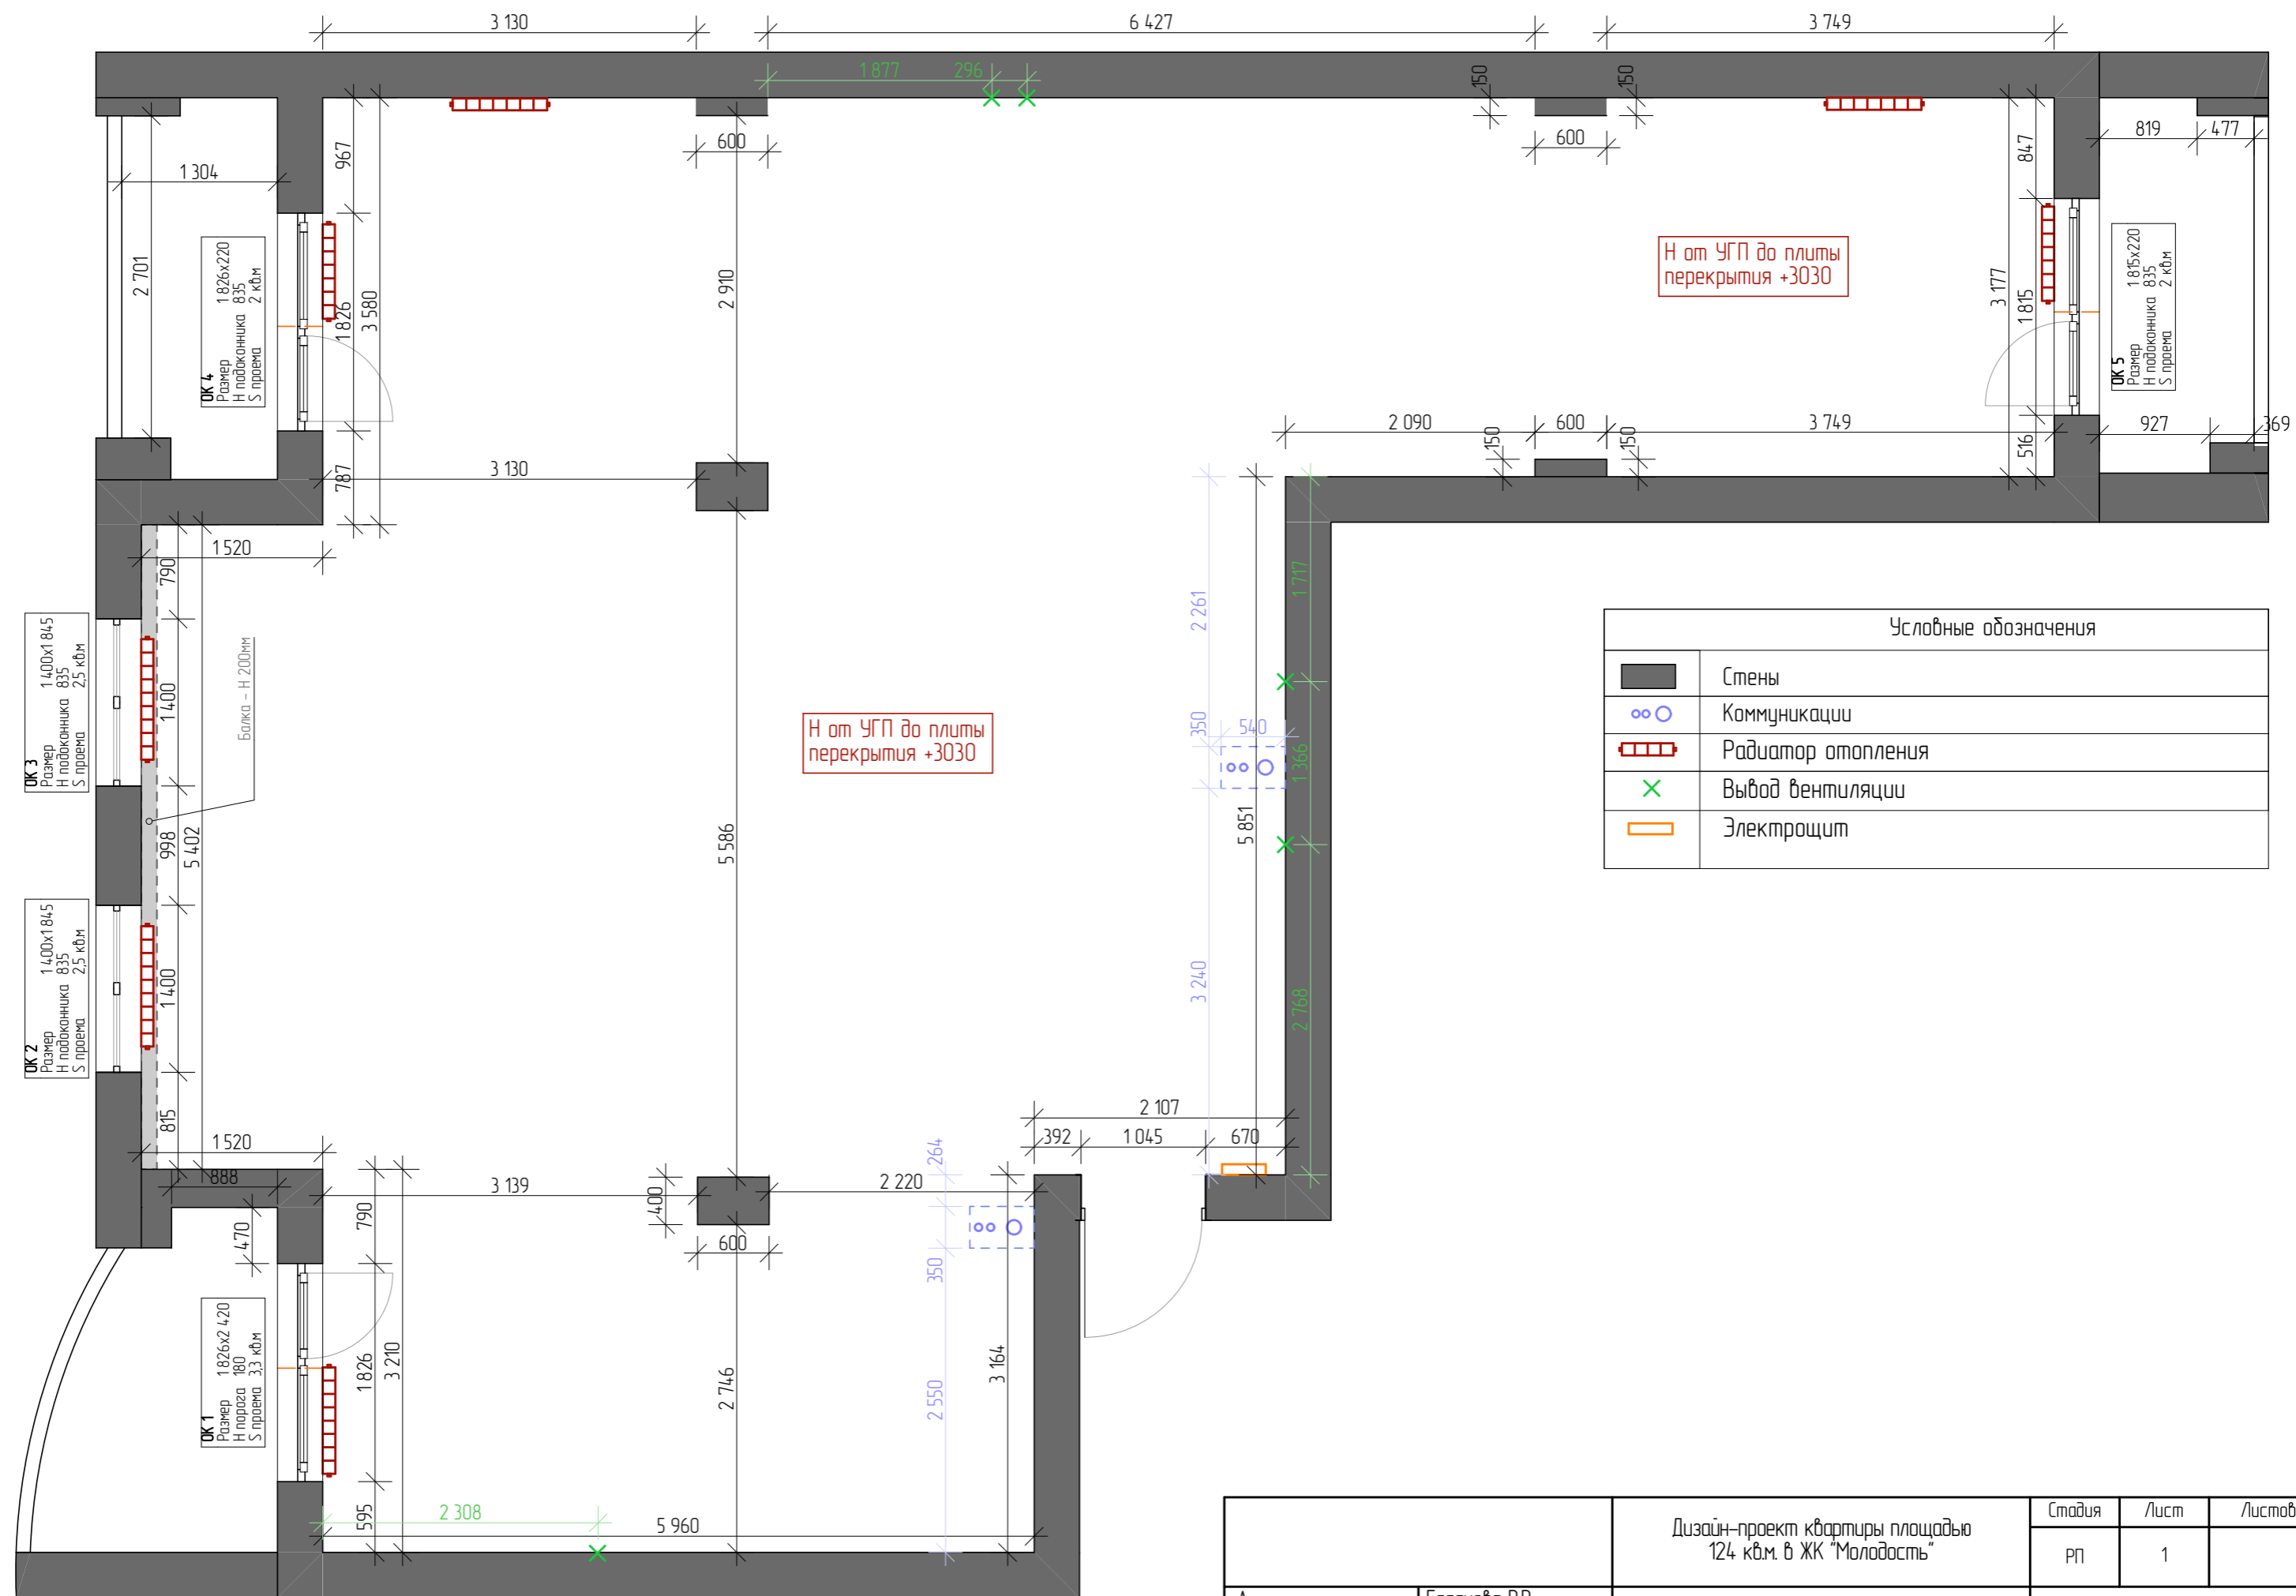 3 130
6 427
3 749
1 877
296
150
150
600
600
819
477
967
847
1 304
2 701
2 910
ОК 4
Размер 1 826х220
Н подоконника 835
S проема 2 кв.м
1 826
3 580
787
Н от УГП до плиты
перекрытия +3030
3 177
1 815
516
ОК 5
Размер 1 815х220
Н подоконника 835
S проема 2 кв.м
2 090
600
3 749
150
150
927
369
3 130
1 520
790
ОК 3
Размер 1 400х1 845
Н подоконника 835
S проема 2,5 кв.м
1 400
Балка - Н 200мм
998
5 402
ОК 2
Размер 1 400х1 845
Н подоконника 835
S проема 2,5 кв.м
1 400
815
1 520
888
470
Н от УГП до плиты
перекрытия +3030
5 586
2 261
350
540
3 240
5 851
1 717
1 366
2 768
Условные обозначения
Стены
Коммуникации
Радиатор отопления
Вывод вентиляции
Электрощит
2 107
392
1 045
670
264
3 139
400
600
2 220
790
350
2 550
3 164
ОК 1
Размер 1 826х2 420
Н порога 180
S проема 3,3 кв.м
1 826
3 210
595
2 746
2 308
5 960
Дизайн-проект квартиры площадью
124 кв.м. в ЖК "Молодость"
Стадия
Лист
Листов
РП
1